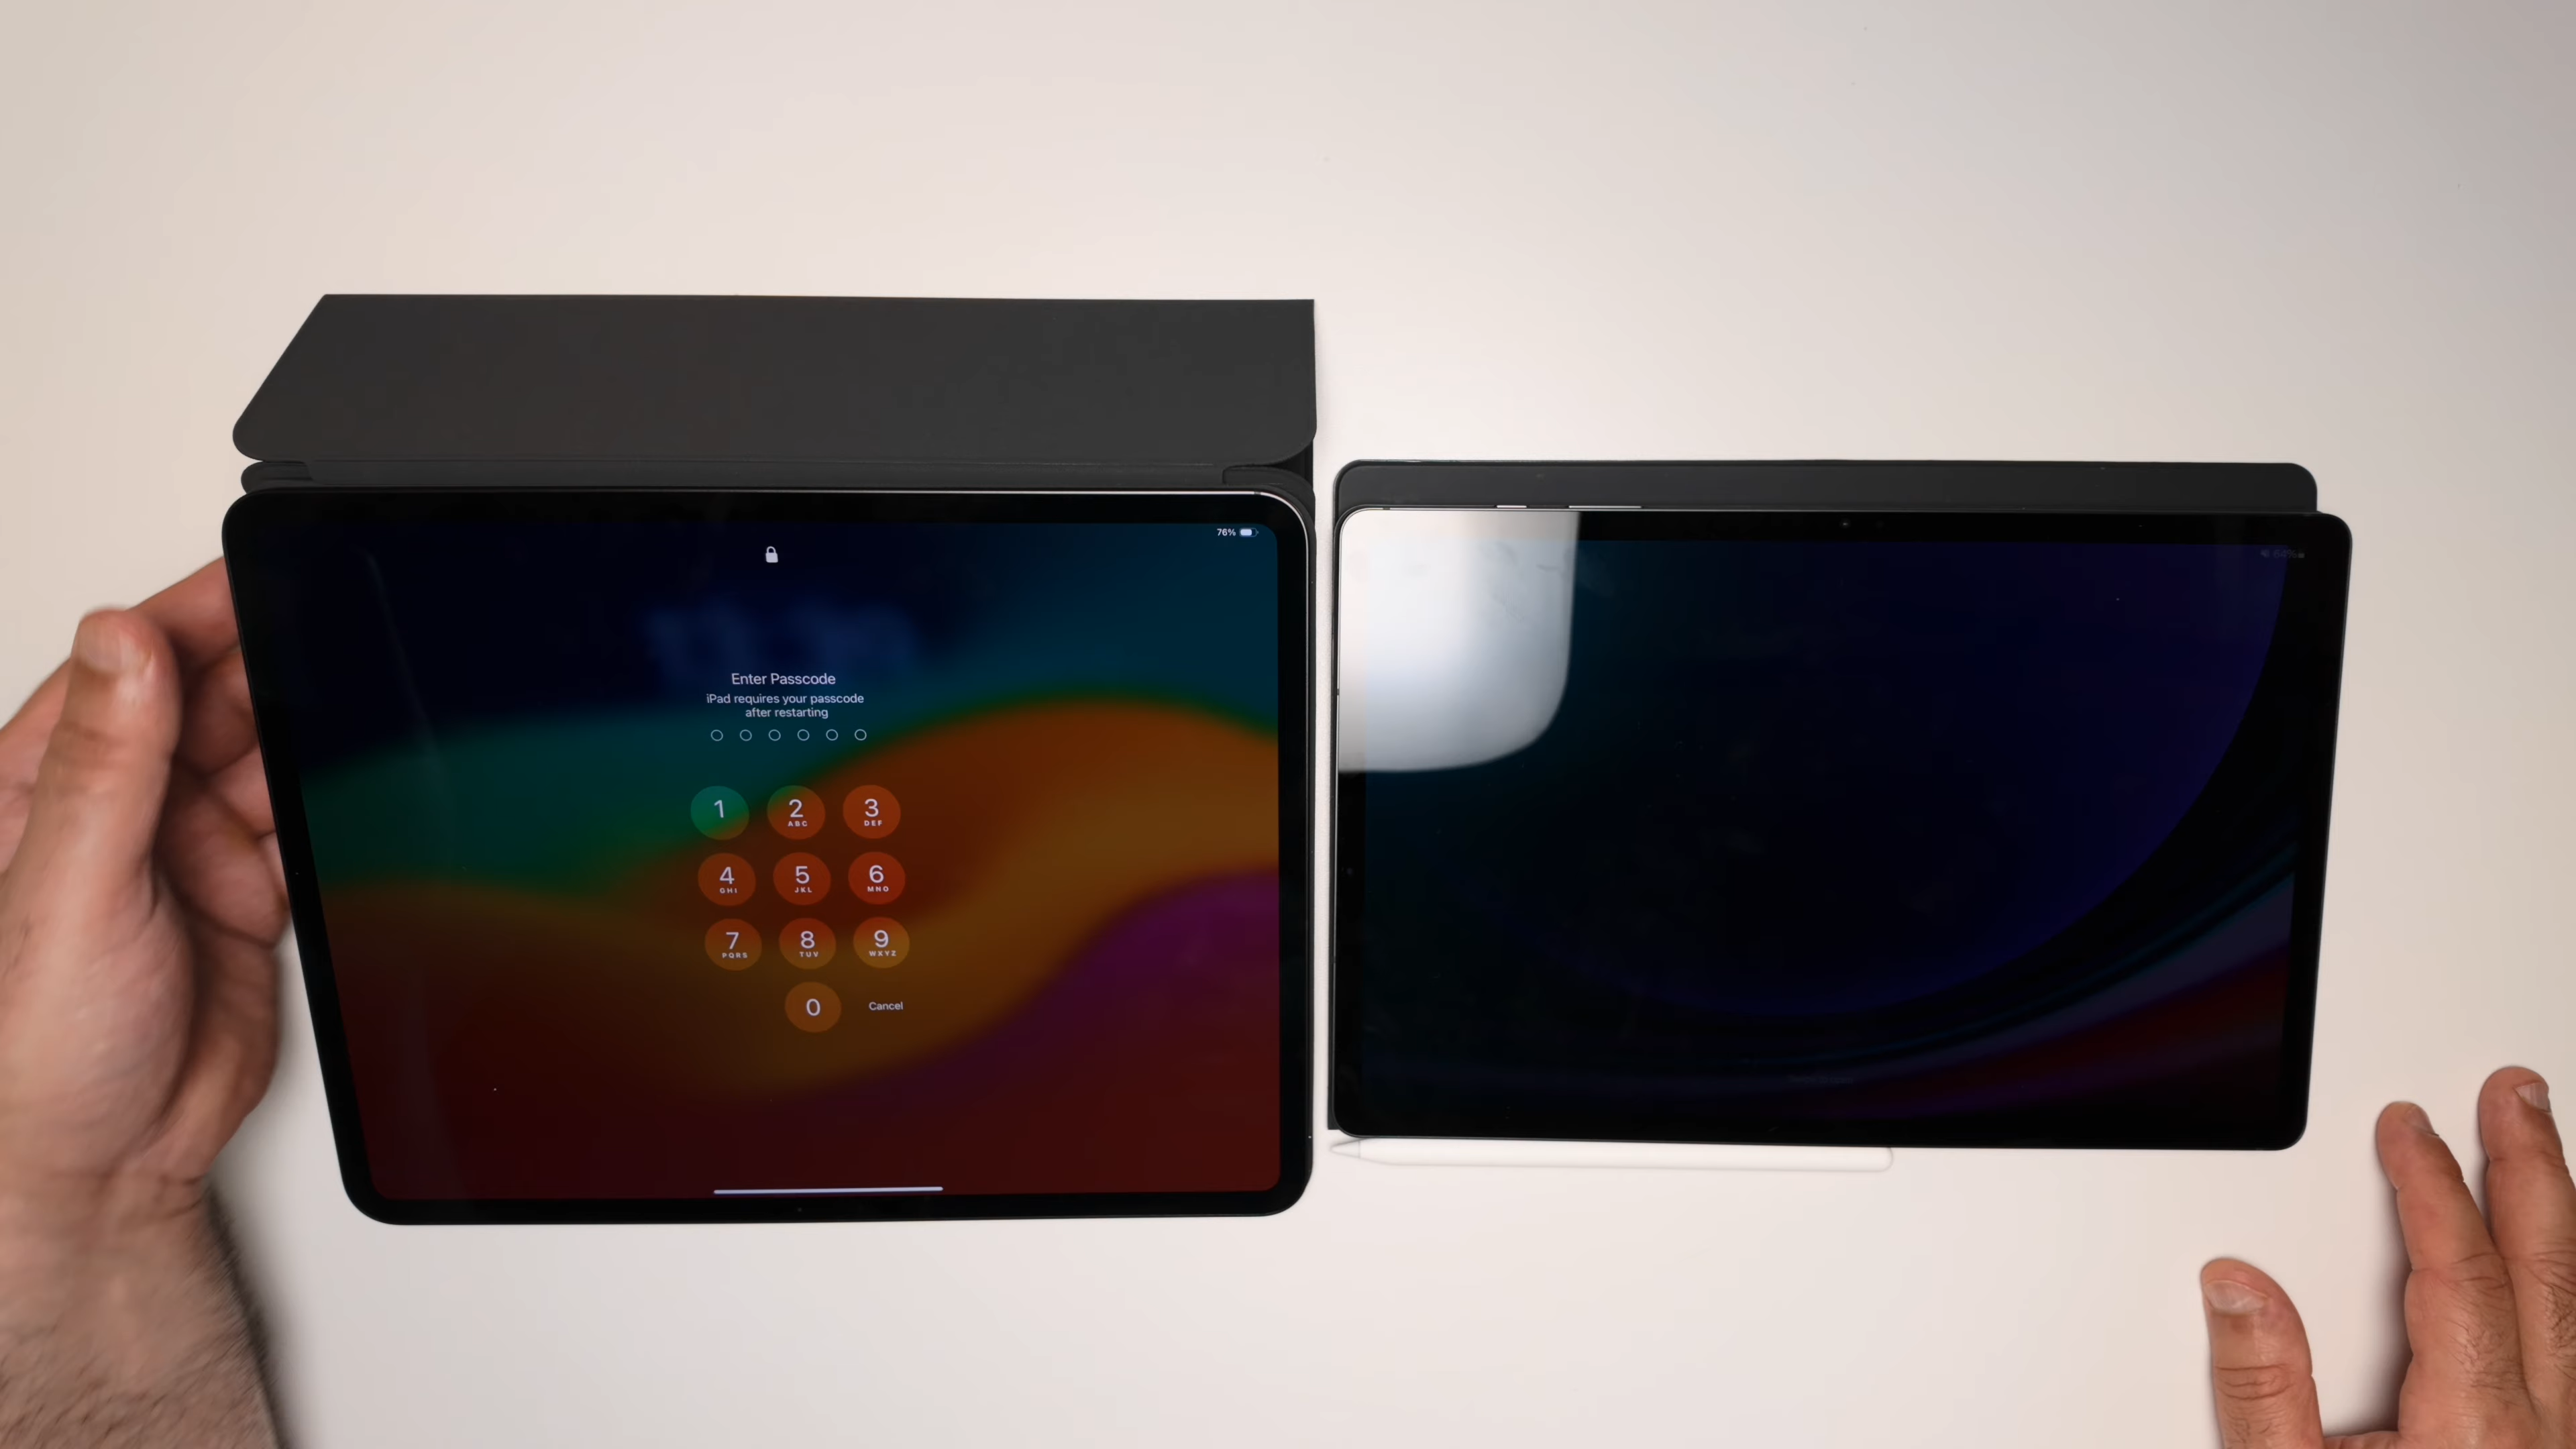 76%
Enter Passcode
iPad requires your passcode
after restarting
1
2
ABC
3
DEF
4
GHI
5
JKL
6
MNO
7
PQRS
8
TUV
9
WXYZ
0
Cancel
64%